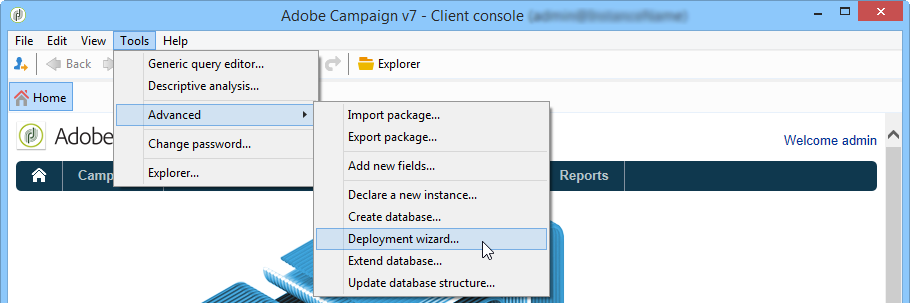 Adobe Campaign v7 - Client console (admin@InstanceName)
File Edit View Tools Help
Back Explorer
Home
Generic query editor...
Descriptive analysis...
Advanced
Change password...
Explorer...
Import package...
Export package...
Add new fields...
Declare a new instance...
Create database...
Deployment wizard...
Extend database...
Update database structure...
Adobe
Welcome admin
Camp
Reports